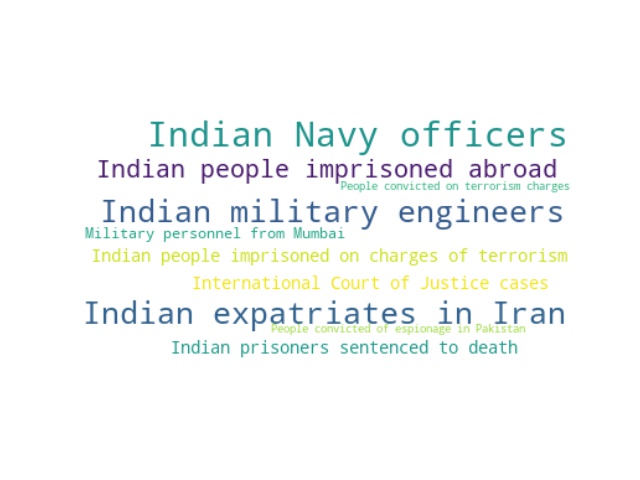 Indian Navy officers
Indian people imprisoned abroad
People convicted on terrorism charges
Indian military engineers
Military personnel from Mumbai
Indian people imprisoned on charges of terrorism
International Court of Justice cases
Indian expatriates in Iran
People convicted of espionage in Pakistan
Indian prisoners sentenced to death